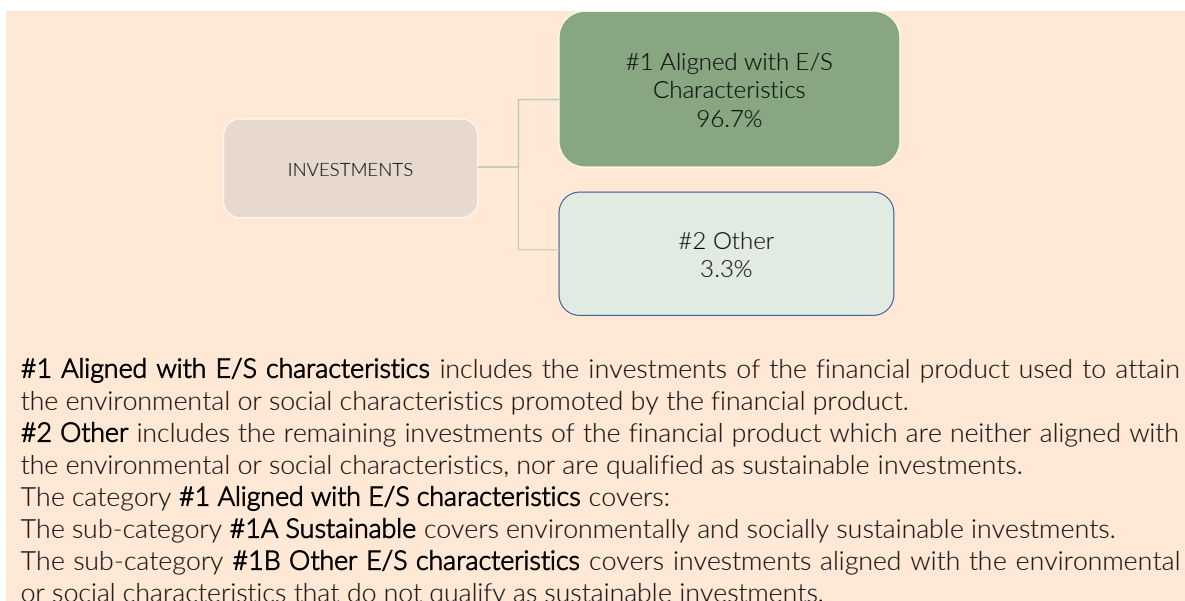 #1 Aligned with E/S
Characteristics
96.7%
INVESTMENTS
#2 Other
3.3%
#1 Aligned with E/S characteristics includes the investments of the financial product used to attain
the environmental or social characteristics promoted by the financial product.
#2 Other includes the remaining investments of the financial product which are neither aligned with
the environmental or social characteristics, nor are qualified as sustainable investments.
The category #1 Aligned with E/S characteristics covers:
The sub-category #1A Sustainable covers environmentally and socially sustainable investments.
The sub-category #1B Other E/S characteristics covers investments aligned with the environmental
or social characteristics that do not qualify as sustainable investments.